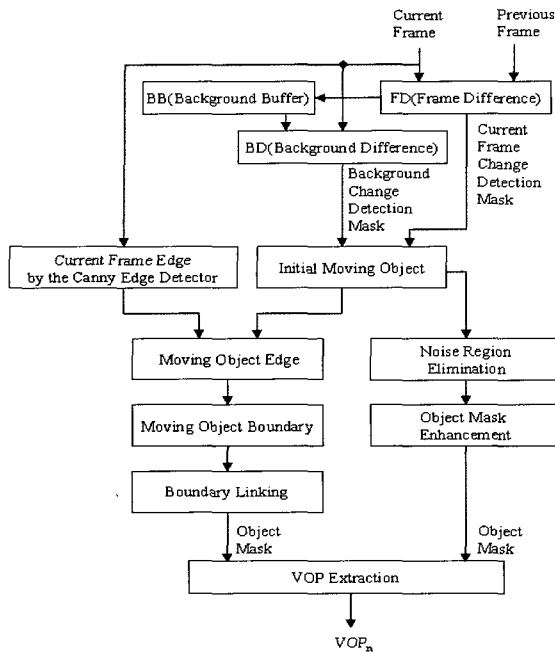 Current
Frame
Previous
Frame
BB(Background Buffer)
FD(Frame Difference)
BD(Background Difference)
Current
Frame
Change
Detection
Mask
Background
Change
Detection
Mask
Current Frame Edge
by the Canny Edge Detector
Initial Moving Object
Moving Object Edge
Noise Region
Elimination
Moving Object Boundary
Object Mask
Enhancement
Boundary Linking
Object
Mask
Object
Mask
VOP Extraction
VOPn